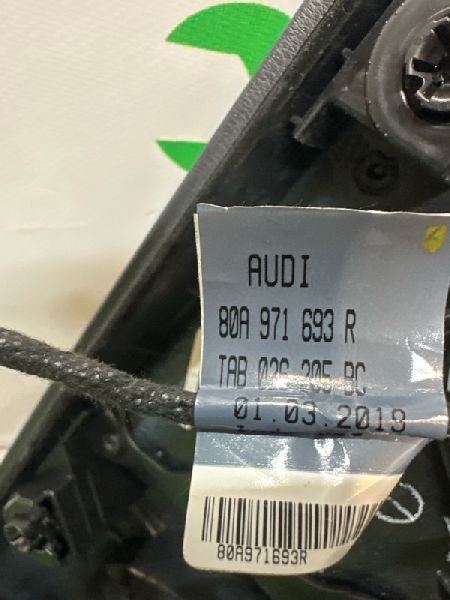 AUDI
80A 971 693 R
TAB 026 205 BC
01.03.2019
80A971693R